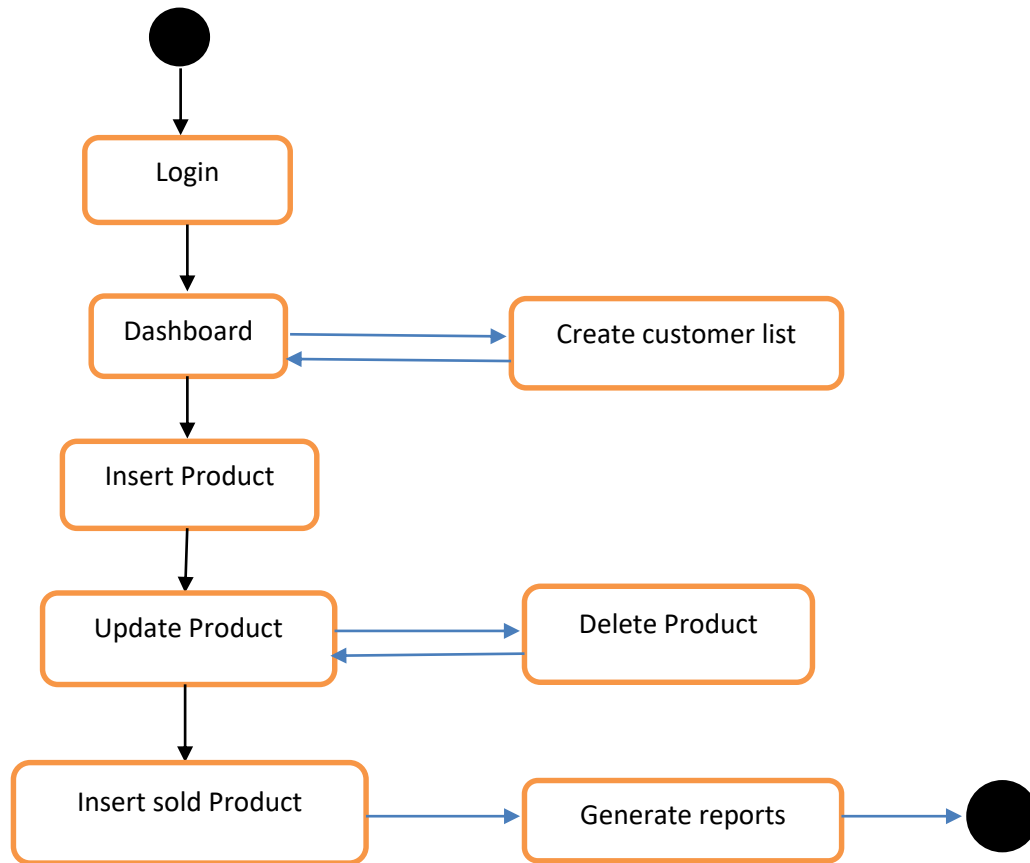 Login
Dashboard
Create customer list
Insert Product
Update Product
Delete Product
Insert sold Product
Generate reports